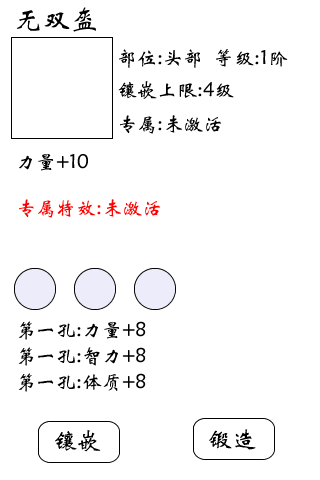 无双盔
部位:头部 等级:1阶
镶嵌上限:4级
专属:未激活
力量+10
专属特效:未激活
第一孔:力量+8
第一孔:智力+8
第一孔:体质+8
镶嵌 锻造